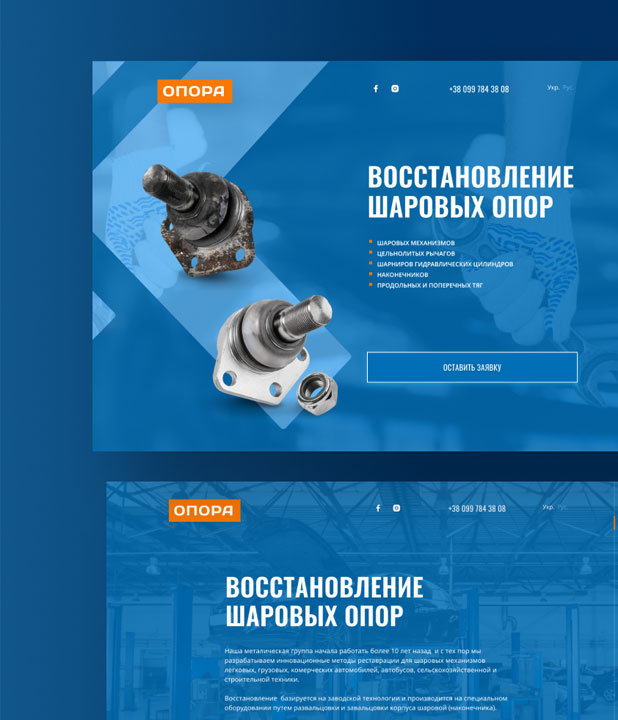 ОПОРА
+38 099 784 38 08
Укр. Рус.
ВОССТАНОВЛЕНИЕ
ШАРОВЫХ ОПОР
ШАРОВЫХ МЕХАНИЗМОВ
ЦЕЛЬНОЛИТЫХ РЫЧАГОВ
ШАРНИРОВ ГИДРАВЛИЧЕСКИХ ЦИЛИНДРОВ
НАКОНЕЧНИКОВ
ПРОДОЛЬНЫХ И ПОПЕРЕЧНЫХ ТЯГ
ОСТАВИТЬ ЗАЯВКУ
ОПОРА
+38 099 784 38 08
Укр. Рус.
ВОССТАНОВЛЕНИЕ
ШАРОВЫХ ОПОР
Наша металическая группа начала работать более 10 лет назад и с тех пор мы
разрабатываем инновационные методы реставрации для шаровых механизмов
легковых, грузовых, комерческих автомобилей, автобусов, сельскохозяйственной и
строительной техники.
Восстановление базируется на заводской технологии и производится на специальном
оборудовании путем развальцовки и завальцовки корпуса шаровой (наконечника).